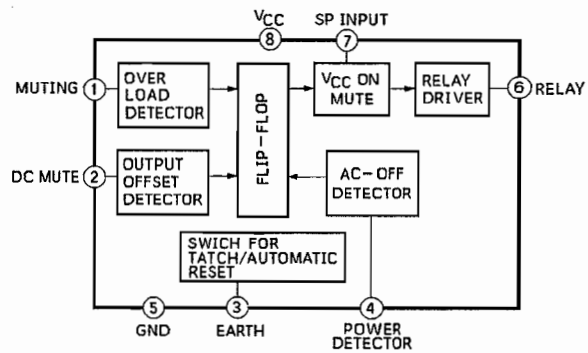 VCC
SP INPUT
8
7
MUTING
1
OVER
LOAD
DETECTOR
FLIP-FLOP
VCC ON
MUTE
RELAY
DRIVER
6
RELAY
DC MUTE
2
OUTPUT
OFFSET
DETECTOR
AC-OFF
DETECTOR
SWICH FOR
TATCH/AUTOMATIC
RESET
5
3
4
GND
EARTH
POWER
DETECTOR